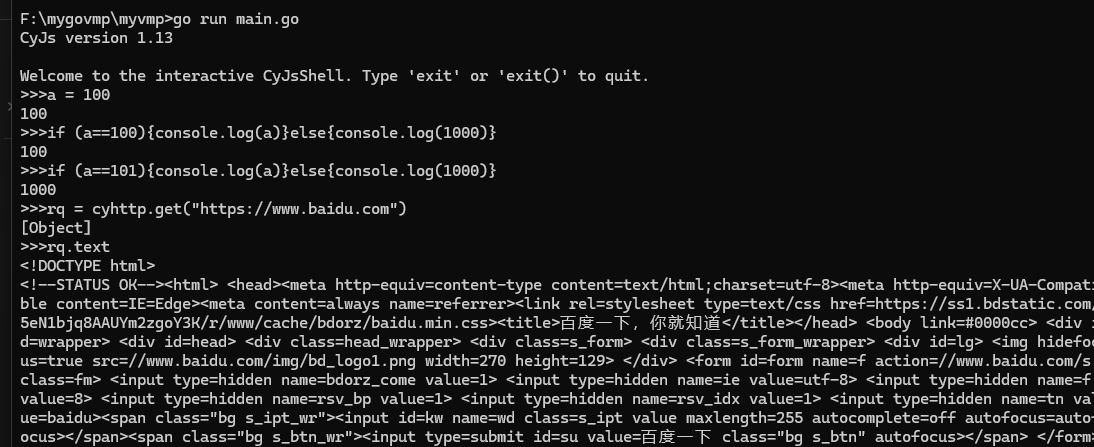 F:\mygovmp\myvmp>go run main.go
CyJs version 1.13
Welcome to the interactive CyJsShell. Type 'exit' or 'exit()' to quit.
>>>a = 100
100
>>>if (a==100){console.log(a)}else{console.log(1000)}
100
>>>if (a==101){console.log(a)}else{console.log(1000)}
1000
>>>rq = cyhttp.get("https://www.baidu.com")
[Object]
>>>rq.text
<!DOCTYPE html>
<!--STATUS OK--><html> <head><meta http-equiv=content-type content=text/html;charset=utf-8><meta http-equiv=X-UA-Compati
ble content=IE=Edge><meta content=always name=referrer><link rel=stylesheet type=text/css href=https://ss1.bdstatic.com/
5eN1bjq8AAUYm2zgoY3K/r/www/cache/bdorz/baidu.min.css><title>百度一下，你就知道</title></head> <body link=#0000cc> <div i
d=wrapper> <div id=head> <div class=head_wrapper> <div class=s_form> <div class=s_form_wrapper> <div id=lg> <img hidefoc
us=true src=//www.baidu.com/img/bd_logo1.png width=270 height=129> </div> <form id=form name=f action=//www.baidu.com/s
class=fm> <input type=hidden name=bdorz_come value=1> <input type=hidden name=ie value=utf-8> <input type=hidden name=f
value=8> <input type=hidden name=rsv_bp value=1> <input type=hidden name=rsv_idx value=1> <input type=hidden name=tn val
ue=baidu><span class="bg s_ipt_wr"><input id=kw name=wd class=s_ipt value maxlength=255 autocomplete=off autofocus=autof
ocus></span><span class="bg s_btn_wr"><input type=submit id=su value=百度一下 class="bg s_btn" autofocus></span> </form>